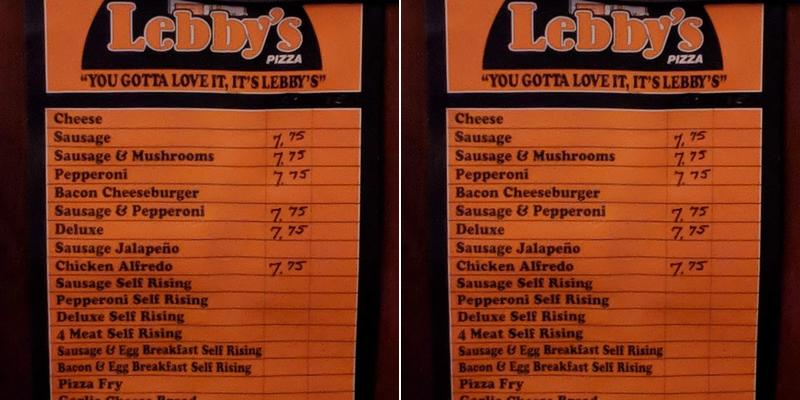 Lebby's
PIZZA
"YOU GOTTA LOVE IT, IT'S LEBBY'S"
Cheese
Sausage 7.75
Sausage & Mushrooms 7.75
Pepperoni 7.75
Bacon Cheeseburger
Sausage & Pepperoni 7.75
Deluxe 7.75
Sausage Jalapeño
Chicken Alfredo 7.75
Sausage Self Rising
Pepperoni Self Rising
Deluxe Self Rising
4 Meat Self Rising
Sausage & Egg Breakfast Self Rising
Bacon & Egg Breakfast Self Rising
Pizza Fry
Garlic Cheese Bread
Lebby's
PIZZA
"YOU GOTTA LOVE IT, IT'S LEBBY'S"
Cheese
Sausage 7.75
Sausage & Mushrooms 7.75
Pepperoni 7.75
Bacon Cheeseburger
Sausage & Pepperoni 7.75
Deluxe 7.75
Sausage Jalapeño
Chicken Alfredo 7.75
Sausage Self Rising
Pepperoni Self Rising
Deluxe Self Rising
4 Meat Self Rising
Sausage & Egg Breakfast Self Rising
Bacon & Egg Breakfast Self Rising
Pizza Fry
Garlic Cheese Bread